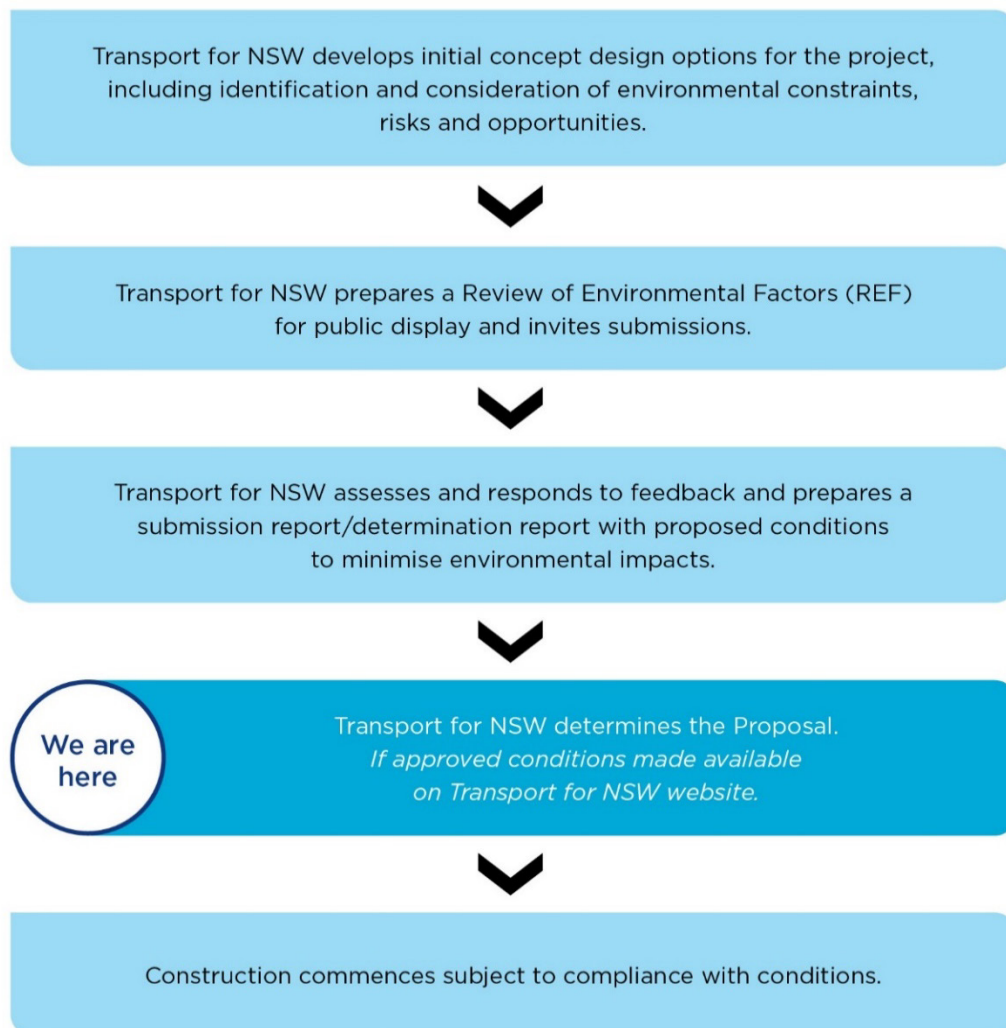 Transport for NSW develops initial concept design options for the project,
including identification and consideration of environmental constraints,
risks and opportunities.
Transport for NSW prepares a Review of Environmental Factors (REF)
for public display and invites submissions.
Transport for NSW assesses and responds to feedback and prepares a
submission report/determination report with proposed conditions
to minimise environmental impacts.
We are
here
Transport for NSW determines the Proposal.
If approved conditions made available
on Transport for NSW website.
Construction commences subject to compliance with conditions.